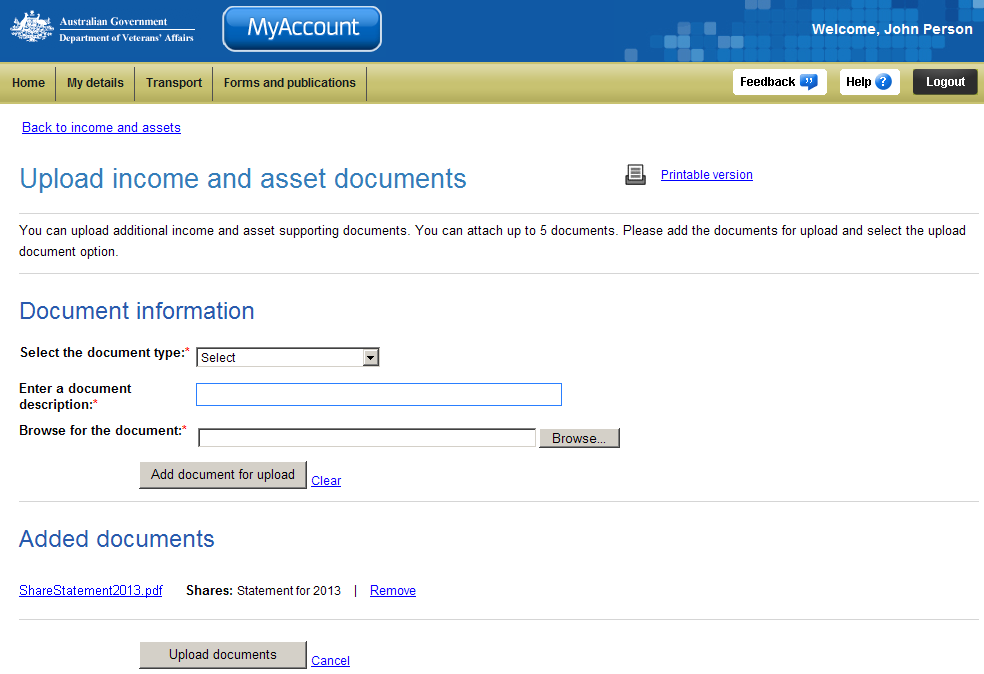 Australian Government
Department of Veterans' Affairs
MyAccount
Welcome, John Person
Home
My details
Transport
Forms and publications
Feedback
Help ?
Logout
Back to income and assets
Upload income and asset documents
Printable version
You can upload additional income and asset supporting documents. You can attach up to 5 documents. Please add the documents for upload and select the upload
document option.
Document information
Select the document type:* Select
Enter a document
description:*
Browse for the document:* Browse...
Add document for upload Clear
Added documents
ShareStatement2013.pdf Shares: Statement for 2013 | Remove
Upload documents Cancel